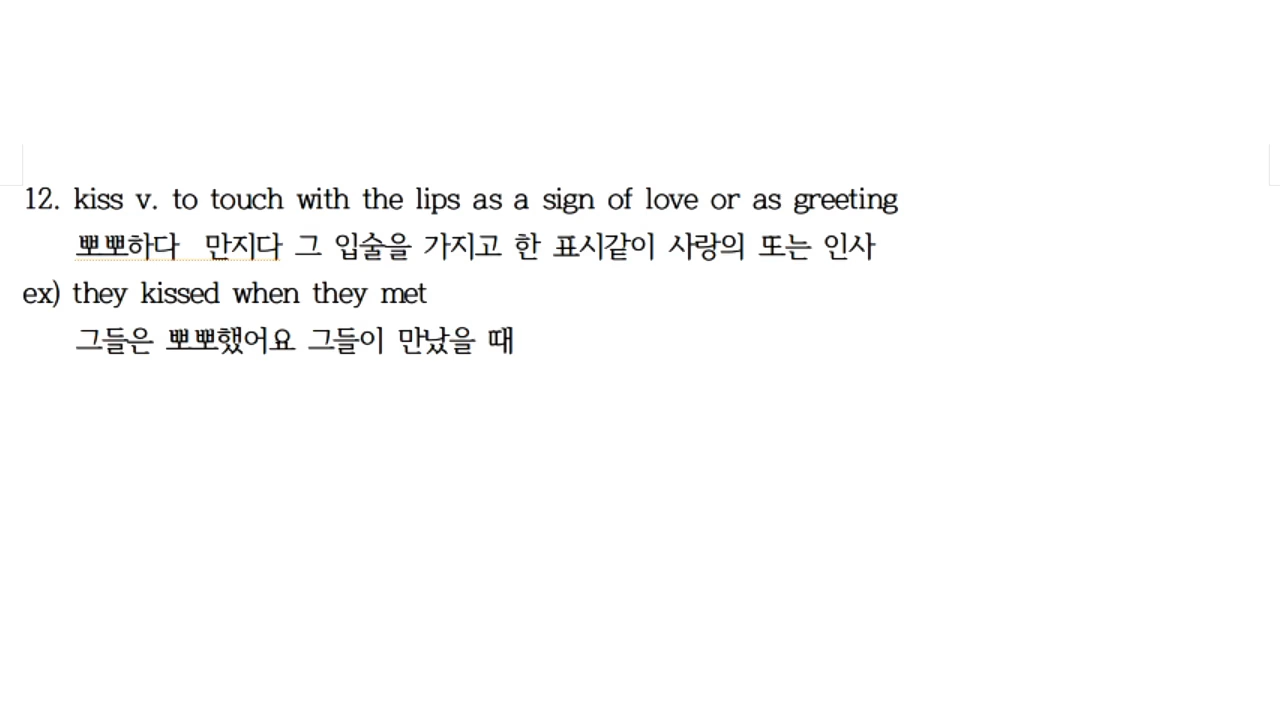 12. kiss v. to touch with the lips as a sign of love or as greeting
뽀뽀하다 만지다 그 입술을 가지고 한 표시같이 사랑의 또는 인사
ex) they kissed when they met
그들은 뽀뽀했어요 그들이 만났을 때